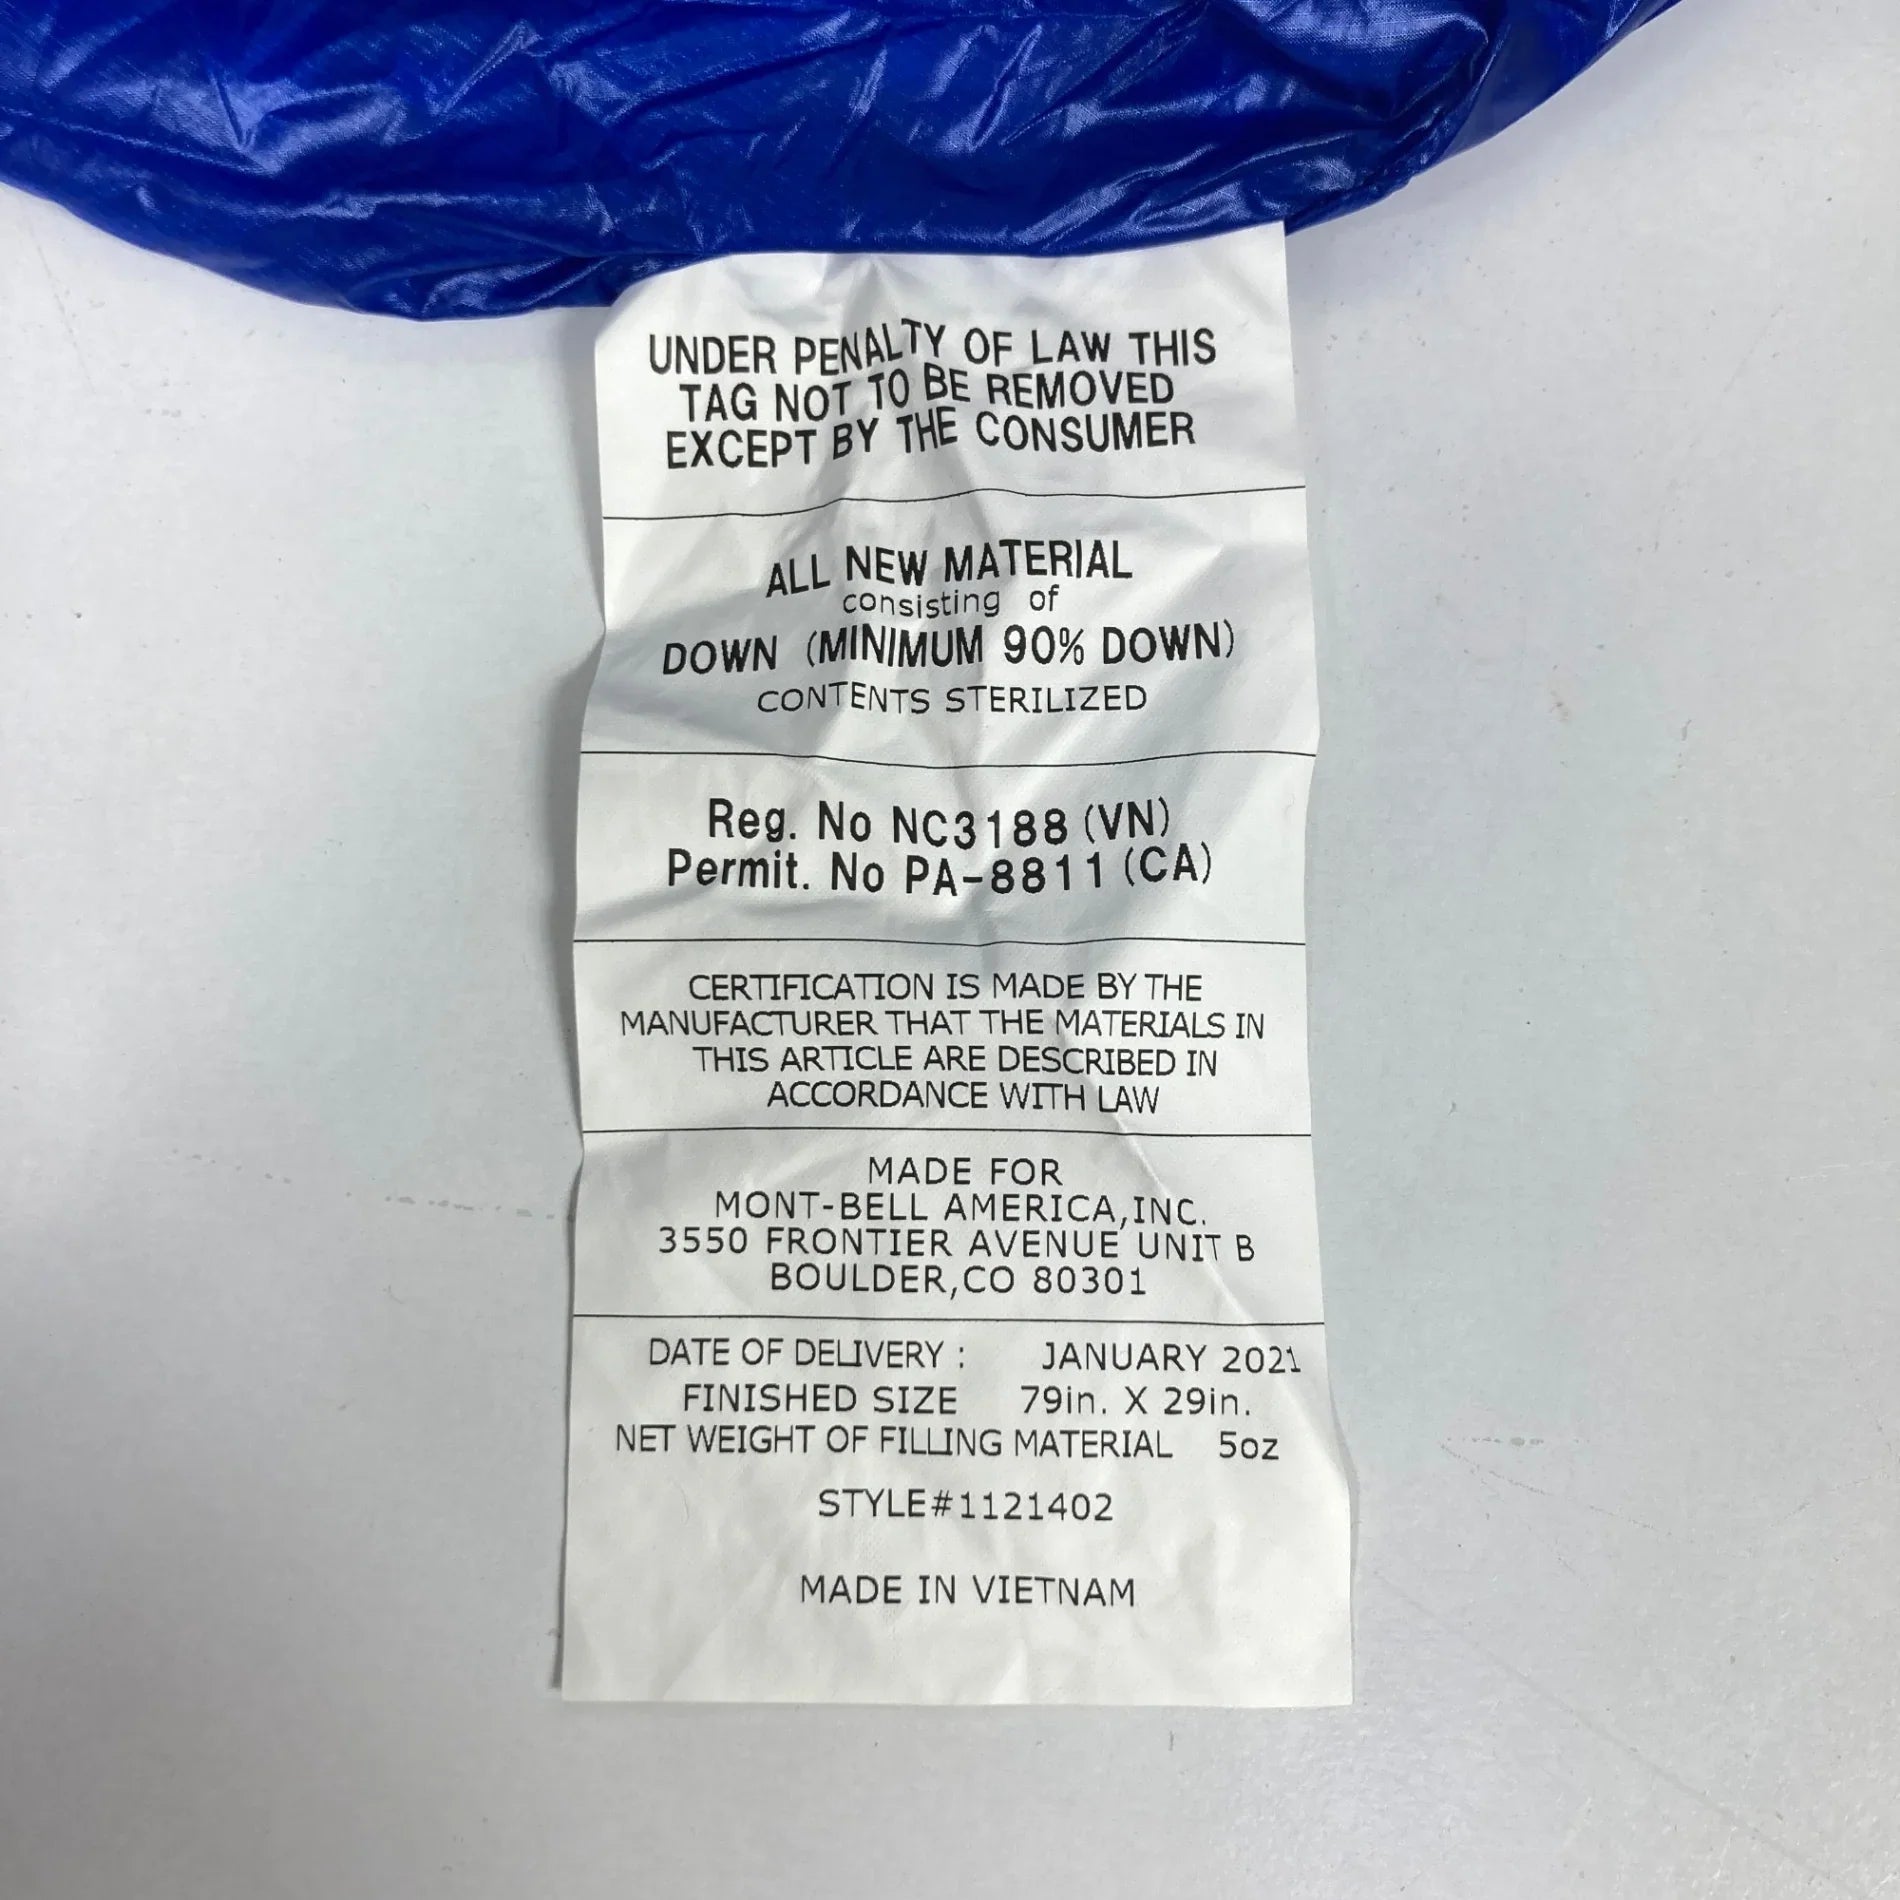 UNDER PENALTY OF LAW THIS
TAG NOT TO BE REMOVED
EXCEPT BY THE CONSUMER
ALL NEW MATERIAL
consisting of
DOWN (MINIMUM 90% DOWN)
CONTENTS STERILIZED
Reg. No NC3188 (VN)
Permit. No PA-8811 (CA)
CERTIFICATION IS MADE BY THE
MANUFACTURER THAT THE MATERIALS IN
THIS ARTICLE ARE DESCRIBED IN
ACCORDANCE WITH LAW
MADE FOR
MONT-BELL AMERICA,INC.
3550 FRONTIER AVENUE UNIT B
BOULDER,CO 80301
DATE OF DELIVERY : JANUARY 2021
FINISHED SIZE 79in. X 29in.
NET WEIGHT OF FILLING MATERIAL 5oz
STYLE#1121402
MADE IN VIETNAM